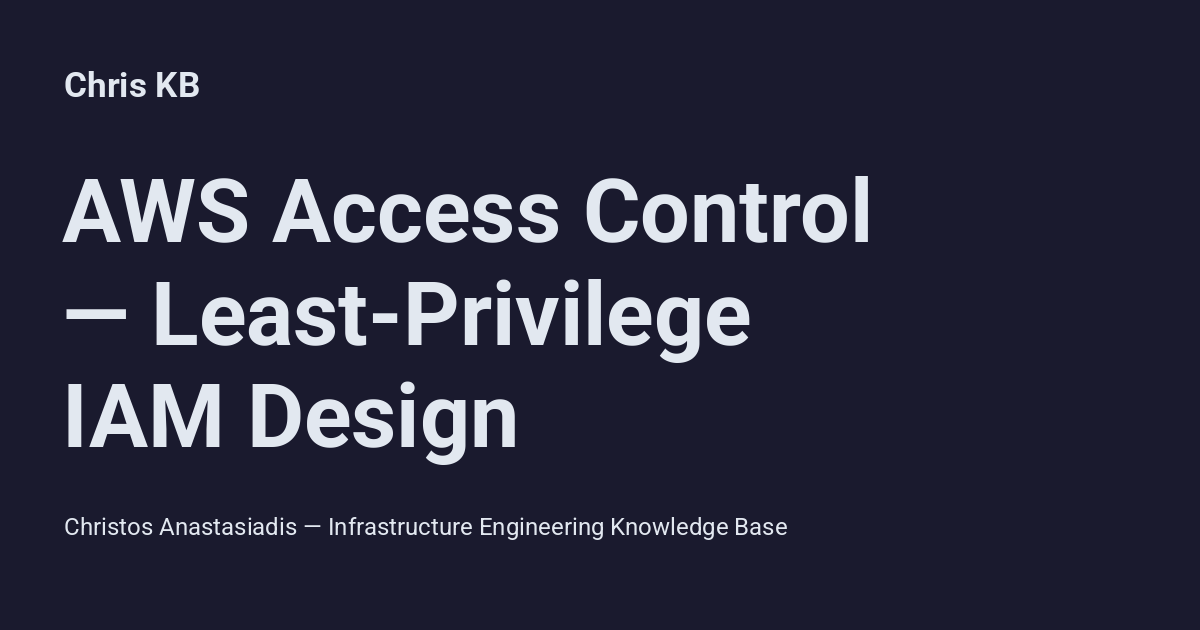 Chris KB
AWS Access Control
— Least-Privilege
IAM Design
Christos Anastasiadis — Infrastructure Engineering Knowledge Base